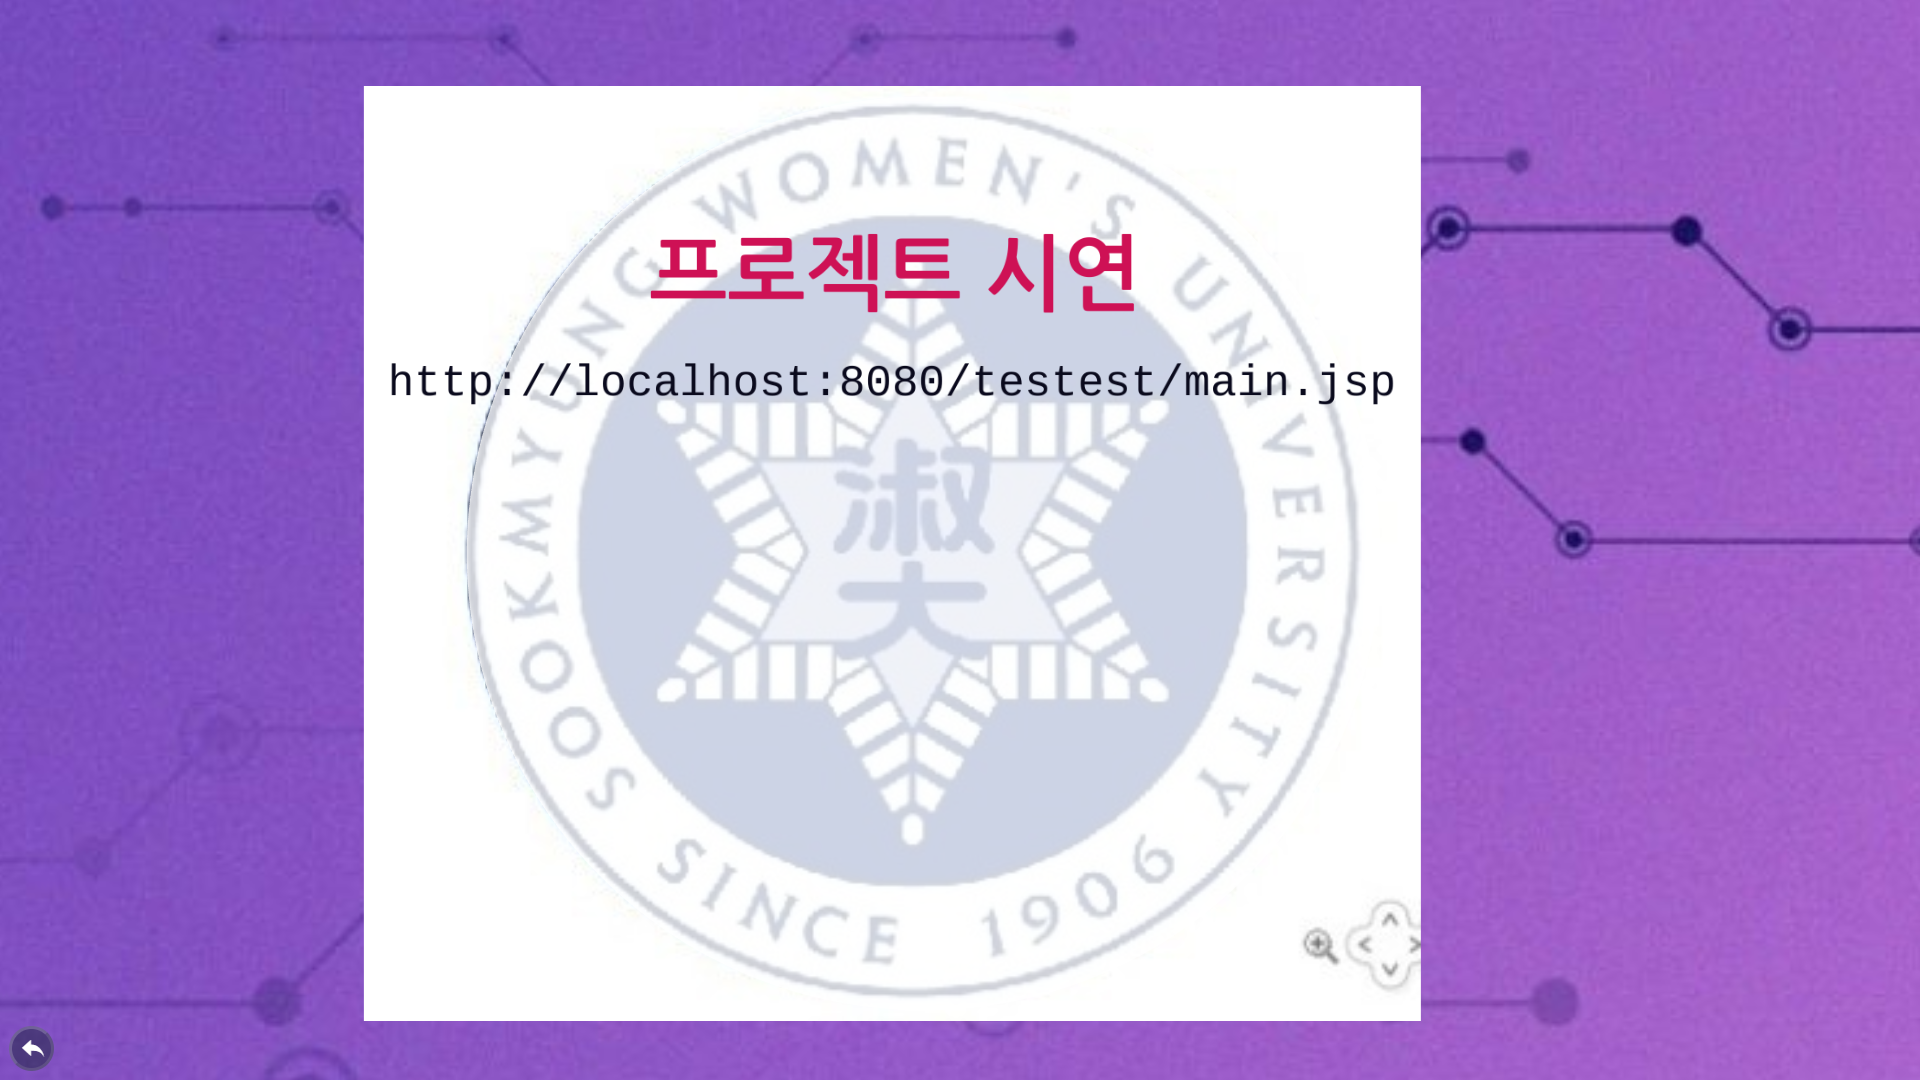 프로젝트 시연
http://localhost:8080/testest/main.jsp
SOOKMYUNG WOMEN'S UNIVERSITY
淑
大
SINCE 1906